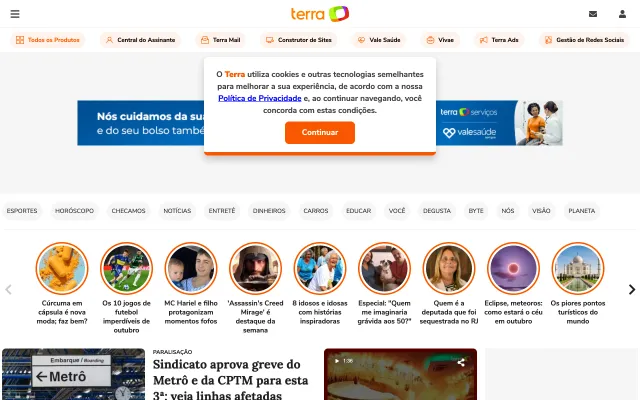 terra
Todos os Produtos
Central do Assinante
Terra Mail
Construtor de Sites
Vale Saúde
Vivae
Terra Ads
Gestão de Redes Sociais
O Terra utiliza cookies e outras tecnologias semelhantes
para melhorar a sua experiência, de acordo com a nossa
Política de Privacidade e, ao continuar navegando, você
concorda com estas condições.
Continuar
Nós cuidamos da sua
e do seu bolso també
terra serviços
valesaúde
ESPORTES
HORÓSCOPO
CHECAMOS
NOTÍCIAS
ENTRETÊ
DINHEIROS
CARROS
EDUCAR
VOCÊ
DEGUSTA
BYTE
NÓS
VISÃO
PLANETA
Cúrcuma em
cápsula é nova
moda; faz bem?
Os 10 jogos de
futebol
imperdíveis de
outubro
MC Hariel e filho
protagonizam
momentos fofos
'Assassin's Creed
Mirage' é
destaque da
semana
8 idosos e idosas
com histórias
inspiradoras
Especial: "Quem
me imaginaria
grávida aos 50?"
Quem é a
deputada que foi
sequestrada no RJ
Eclipse, meteoros:
como estará o céu
em outubro
Os piores pontos
turísticos do
mundo
Embarque / Boarding
Metrô
PARALISAÇÃO
Sindicato aprova greve do
Metrô e da CPTM para esta
3ª; veja linhas afetadas
1:36